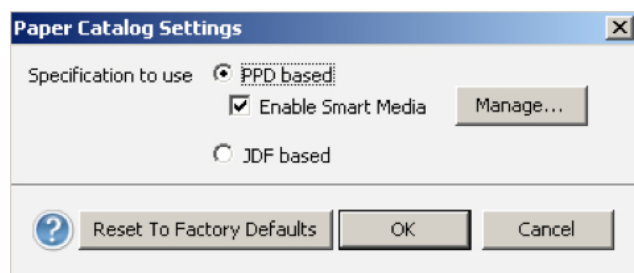 Paper Catalog Settings
Specification to use PPD based
Enable Smart Media Manage...
JDF based
? Reset To Factory Defaults OK Cancel